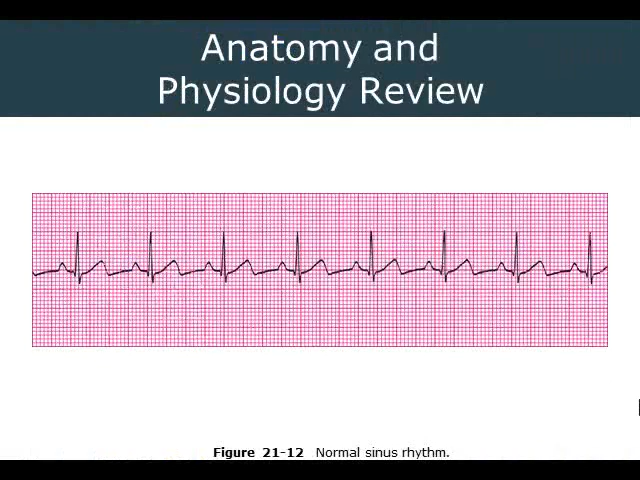 Anatomy and
Physiology Review
Figure 21-12 Normal sinus rhythm.